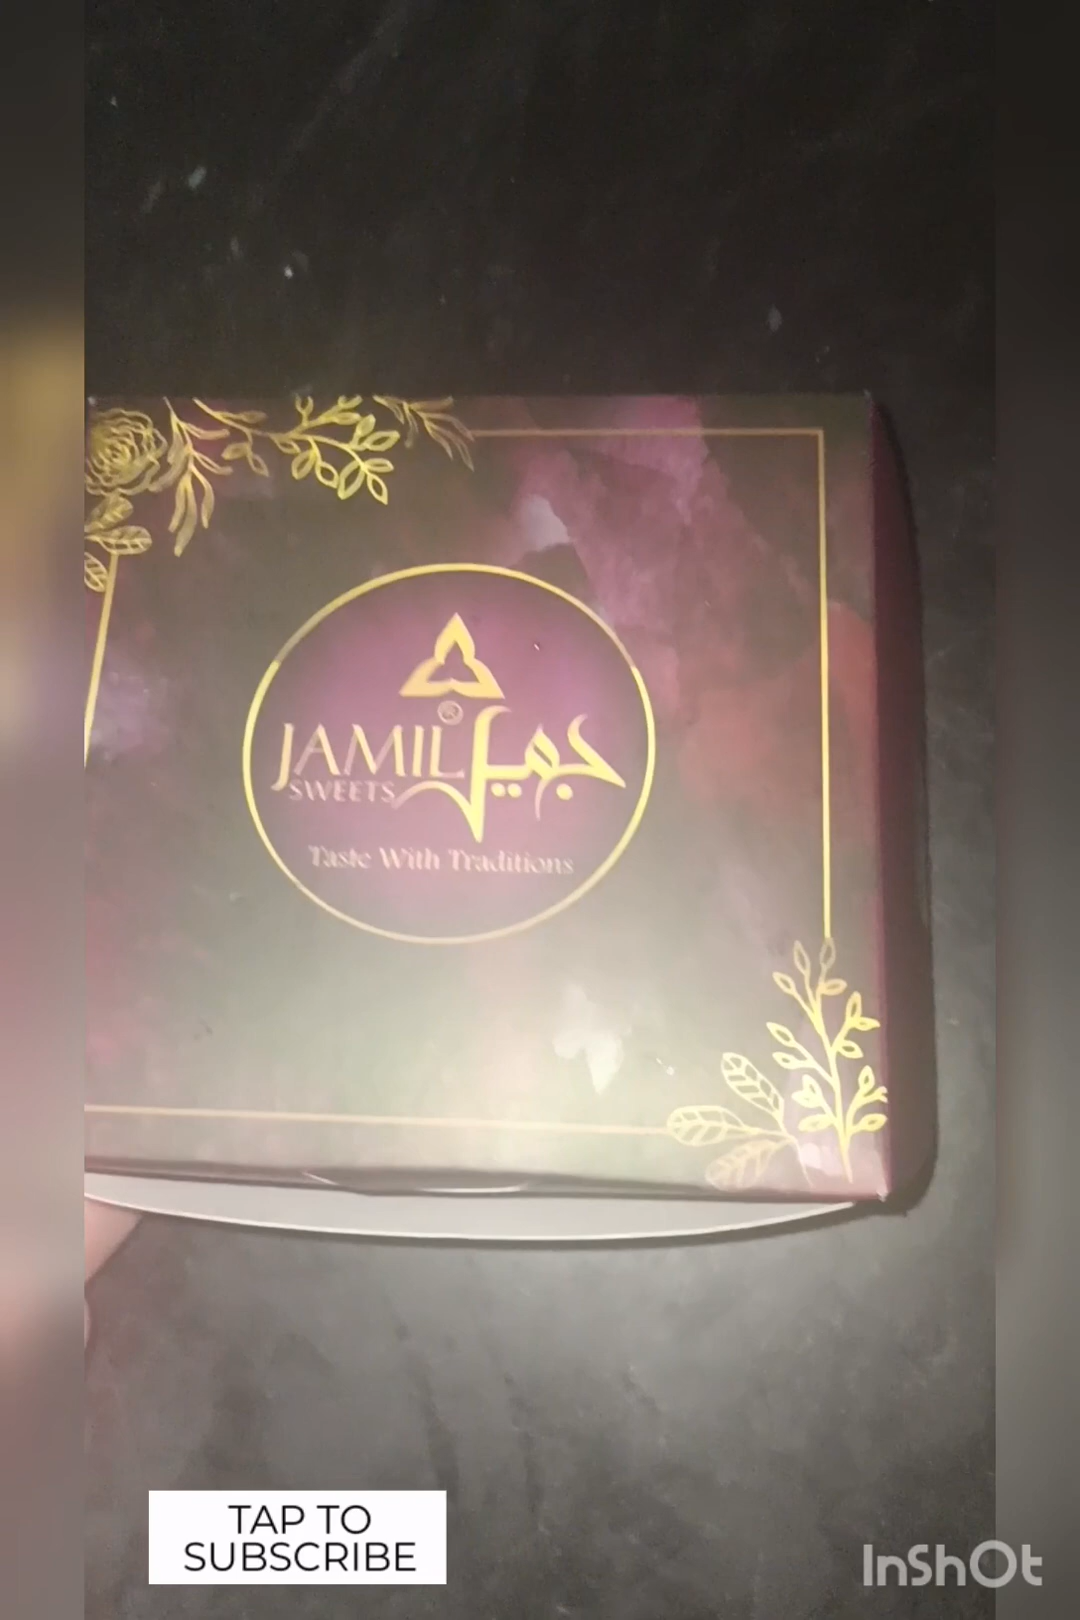 JAMIL® جميل
SWEETS
Taste With Traditions
TAP TO
SUBSCRIBE
InShOt